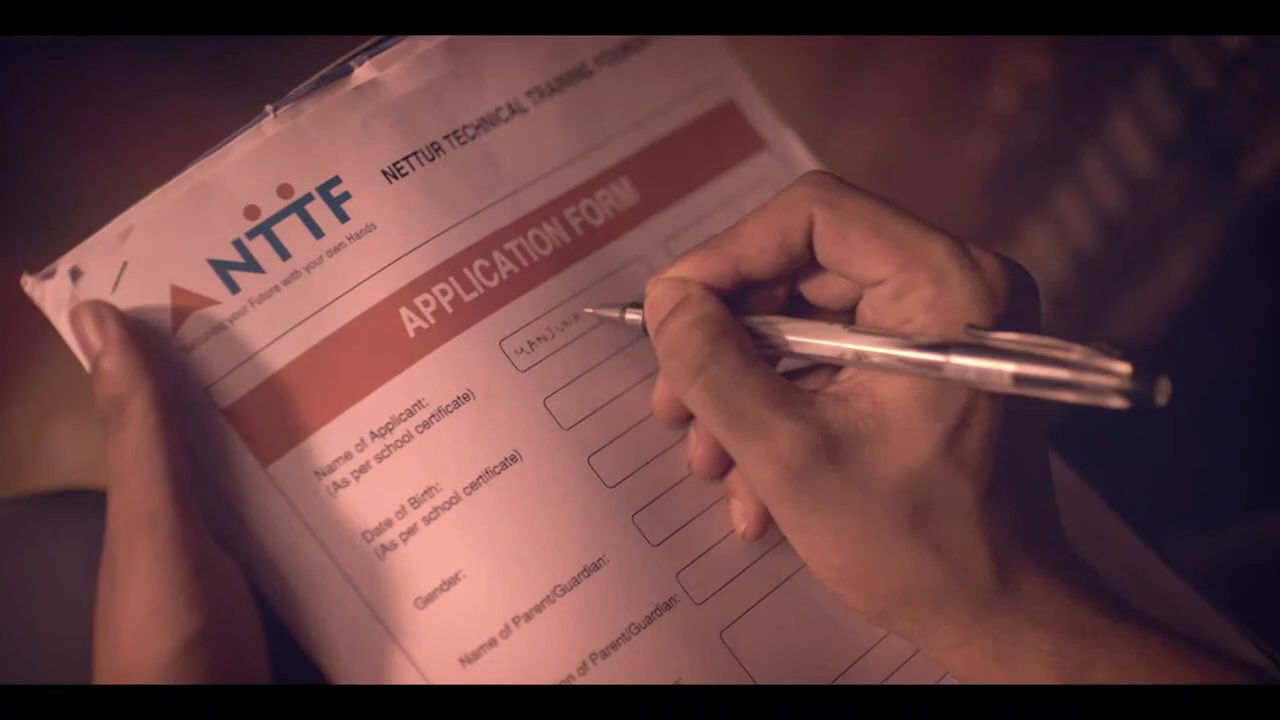 NETTUR TECHNICAL TRAINING
NTTF
your Future with your own Hands
APPLICATION FORM
Name of Applicant: MANJUNA
(As per school certificate)
Date of Birth:
(As per school certificate)
Gender:
Name of Parent/Guardian:
of Parent/Guardian: